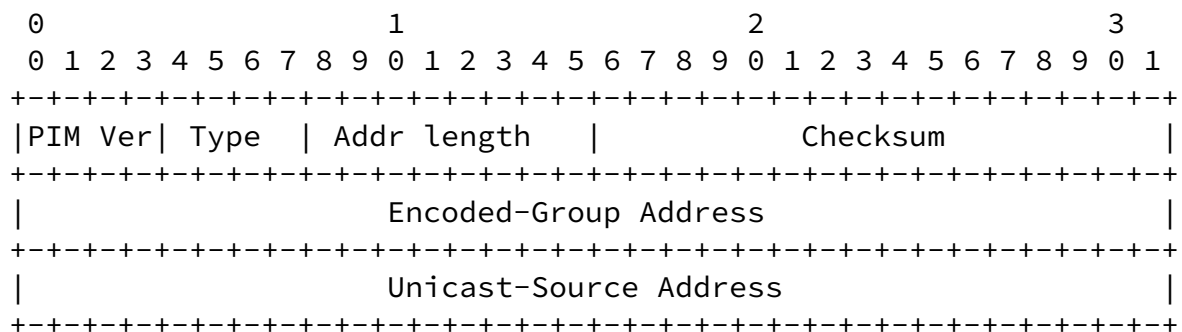 0                   1                   2                   3
 0 1 2 3 4 5 6 7 8 9 0 1 2 3 4 5 6 7 8 9 0 1 2 3 4 5 6 7 8 9 0 1
+-+-+-+-+-+-+-+-+-+-+-+-+-+-+-+-+-+-+-+-+-+-+-+-+-+-+-+-+-+-+-+-+
|PIM Ver| Type  | Addr length   |           Checksum            |
+-+-+-+-+-+-+-+-+-+-+-+-+-+-+-+-+-+-+-+-+-+-+-+-+-+-+-+-+-+-+-+-+
|                    Encoded-Group Address                      |
+-+-+-+-+-+-+-+-+-+-+-+-+-+-+-+-+-+-+-+-+-+-+-+-+-+-+-+-+-+-+-+-+
|                    Unicast-Source Address                     |
+-+-+-+-+-+-+-+-+-+-+-+-+-+-+-+-+-+-+-+-+-+-+-+-+-+-+-+-+-+-+-+-+